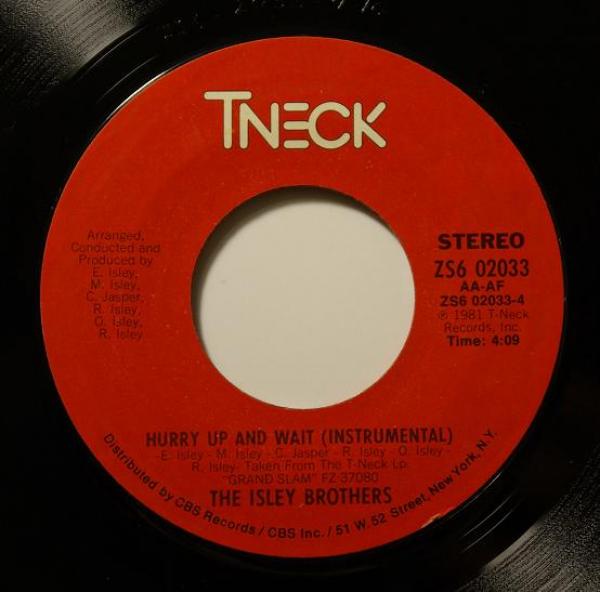 TNECK
Arranged,
Conducted and
Produced by
E. Isley,
M. Isley,
C. Jasper,
R. Isley,
O. Isley,
R. Isley
STEREO
ZS6 02033
AA-AF
ZS6 02033-4
℗ 1981 T-Neck
Records, Inc.
Time: 4:09
HURRY UP AND WAIT (INSTRUMENTAL)
-E. Isley - M. Isley - C. Jasper - R. Isley - O. Isley -
R. Isley- Taken From The T-Neck Lp.
"GRAND SLAM" FZ-37080
THE ISLEY BROTHERS
Distributed by CBS Records / CBS Inc. / 51 W. 52 Street, New York, N.Y.